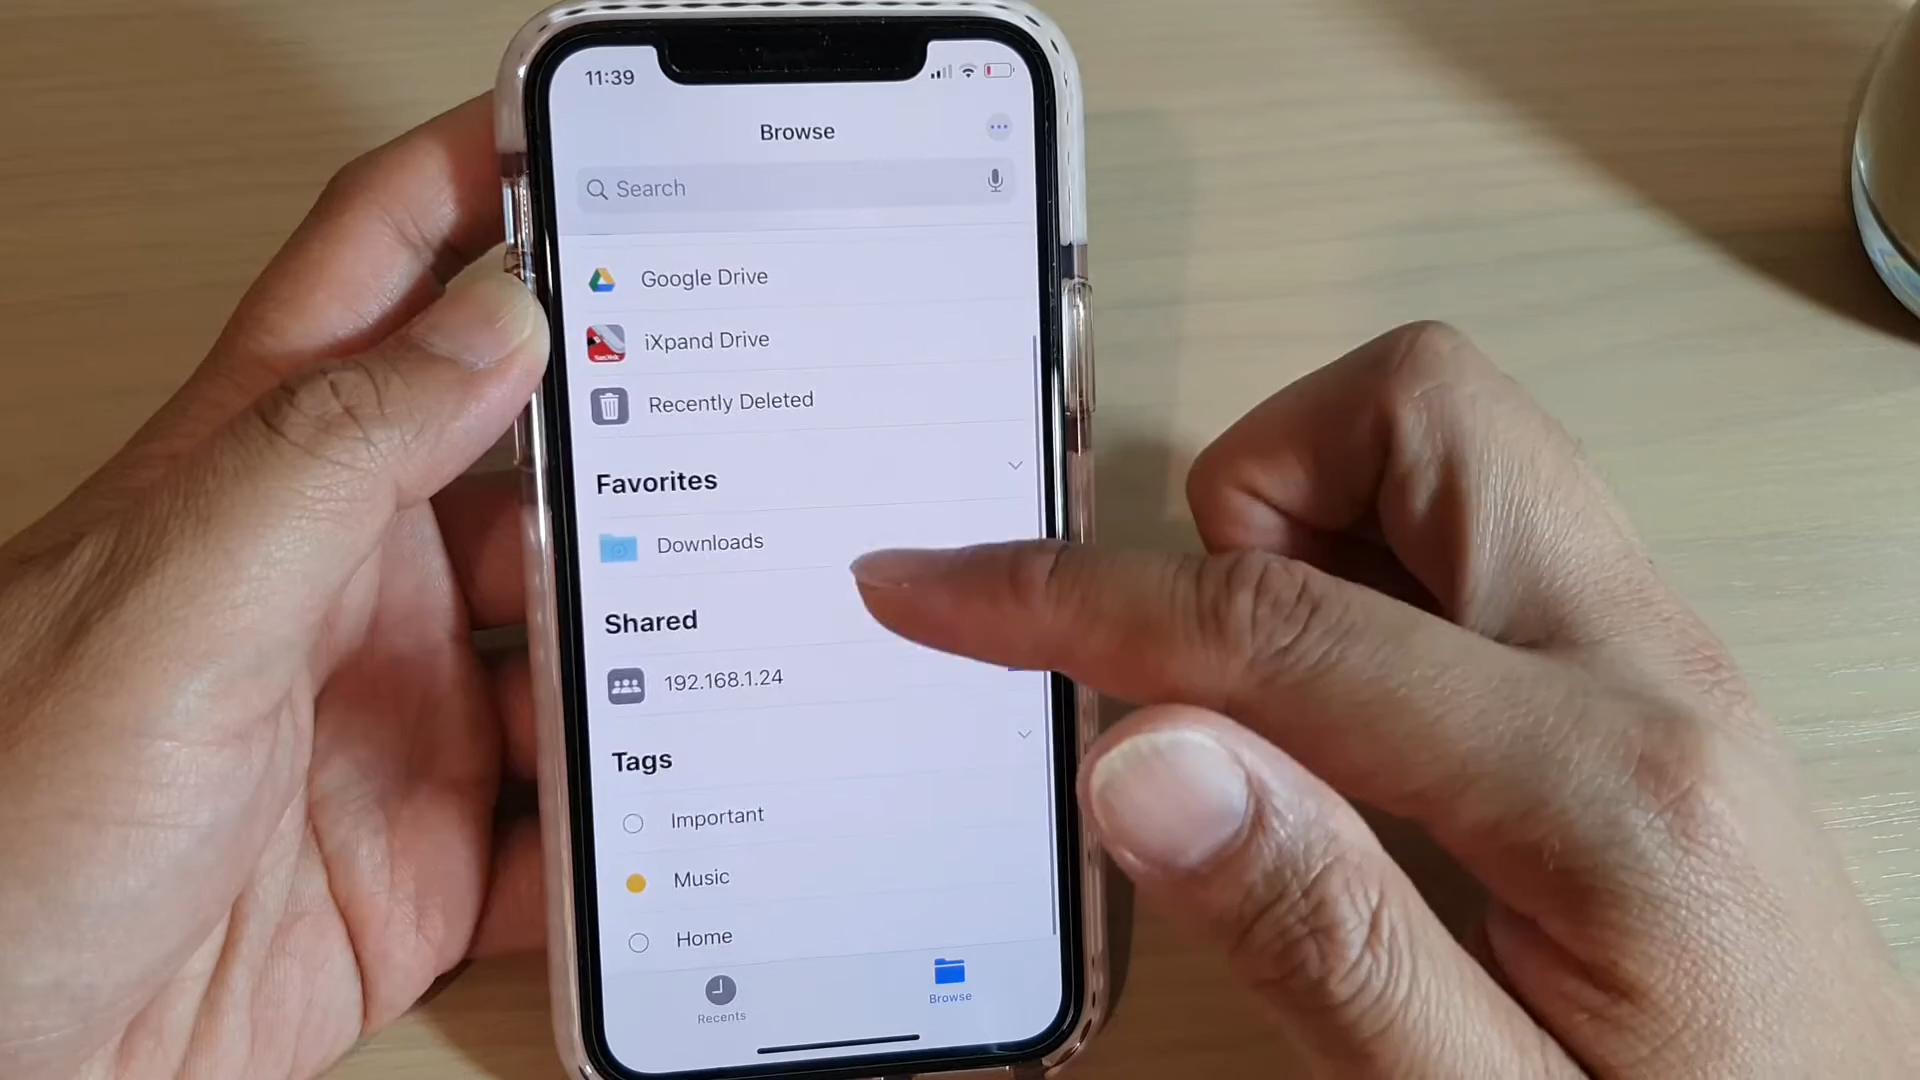 11:39
Browse
Search
Google Drive
iXpand Drive
SanDisk
Recently Deleted
Favorites
Downloads
Shared
192.168.1.24
Tags
Important
Music
Home
Recents
Browse